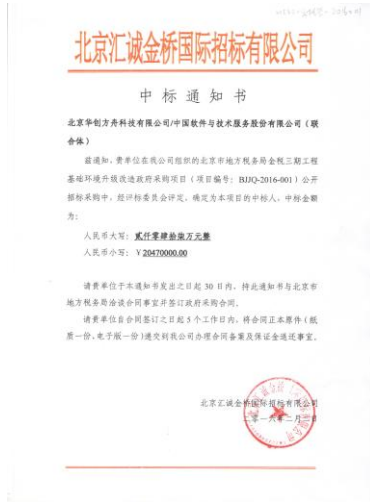 北京汇诚金桥国际招标有限公司
中标通知书
北京华创方舟科技有限公司/中国软件与技术服务股份有限公司（联
合体）
兹通知，贵单位在我公司组织的北京市地方税务局金税三期工程
基础环境升级改造政府采购项目（项目编号：BJJQ-2016-001）公开
招标采购中，经评标委员会评定，确定为本项目的中标人，中标金额
为：
人民币大写：贰仟零肆拾柒万元整
人民币小写：￥20470000.00
请贵单位于本通知书发出之日起 30 日内，持此通知书与北京市
地方税务局洽谈合同事宜并签订政府采购合同。
请贵单位自合同签订之日起 5 个工作日内，将合同正本原件（纸
质一份、电子版一份）递交到我公司办理合同备案及保证金退还事宜。
北京汇诚金桥国际招标有限公司
二零一六年二月二日